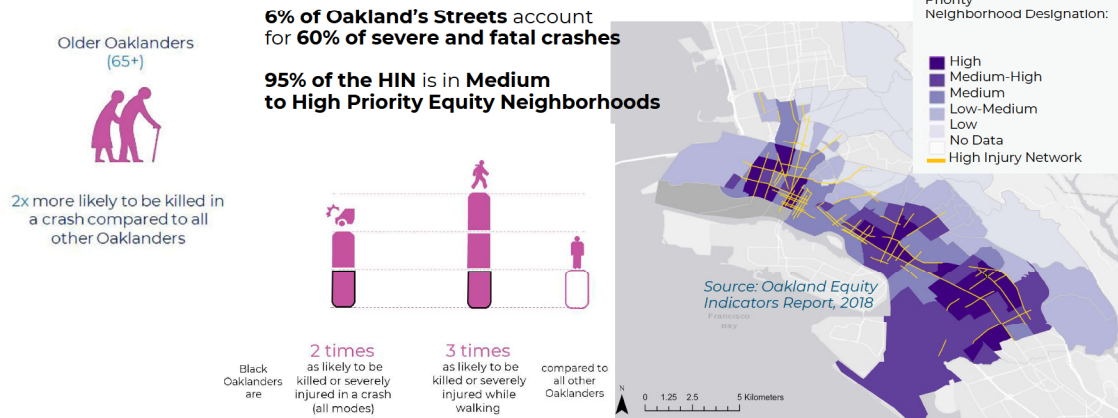 Older Oaklanders
(65+)
2x more likely to be killed in
a crash compared to all
other Oaklanders
6% of Oakland's Streets account
for 60% of severe and fatal crashes
95% of the HIN is in Medium
to High Priority Equity Neighborhoods
Black
Oaklanders
are
2 times
as likely to be
killed or severely
injured in a crash
(all modes)
3 times
as likely to be
killed or severely
injured while
walking
compared to
all other
Oaklanders
Priority
Neighborhood Designation:
High
Medium-High
Medium
Low-Medium
Low
No Data
High Injury Network
Source: Oakland Equity
Indicators Report, 2018
Francisco
Bay
N
0 1.25 2.5 5 Kilometers